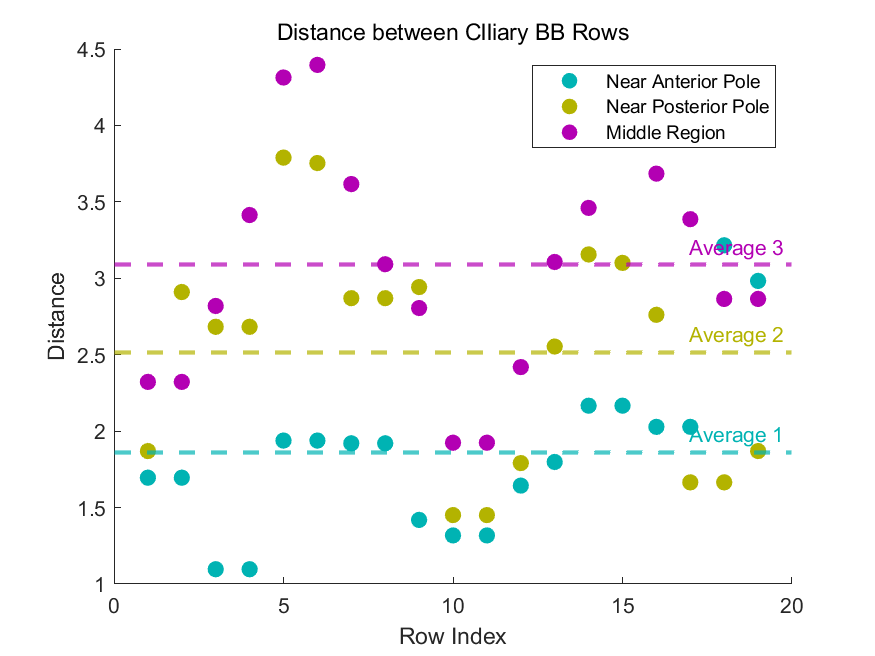 Distance between CIliary BB Rows
Near Anterior Pole
Near Posterior Pole
Middle Region
Average 3
Average 2
Average 1
Distance
4.5
4
3.5
3
2.5
2
1.5
1
0
5
10
15
20
Row Index